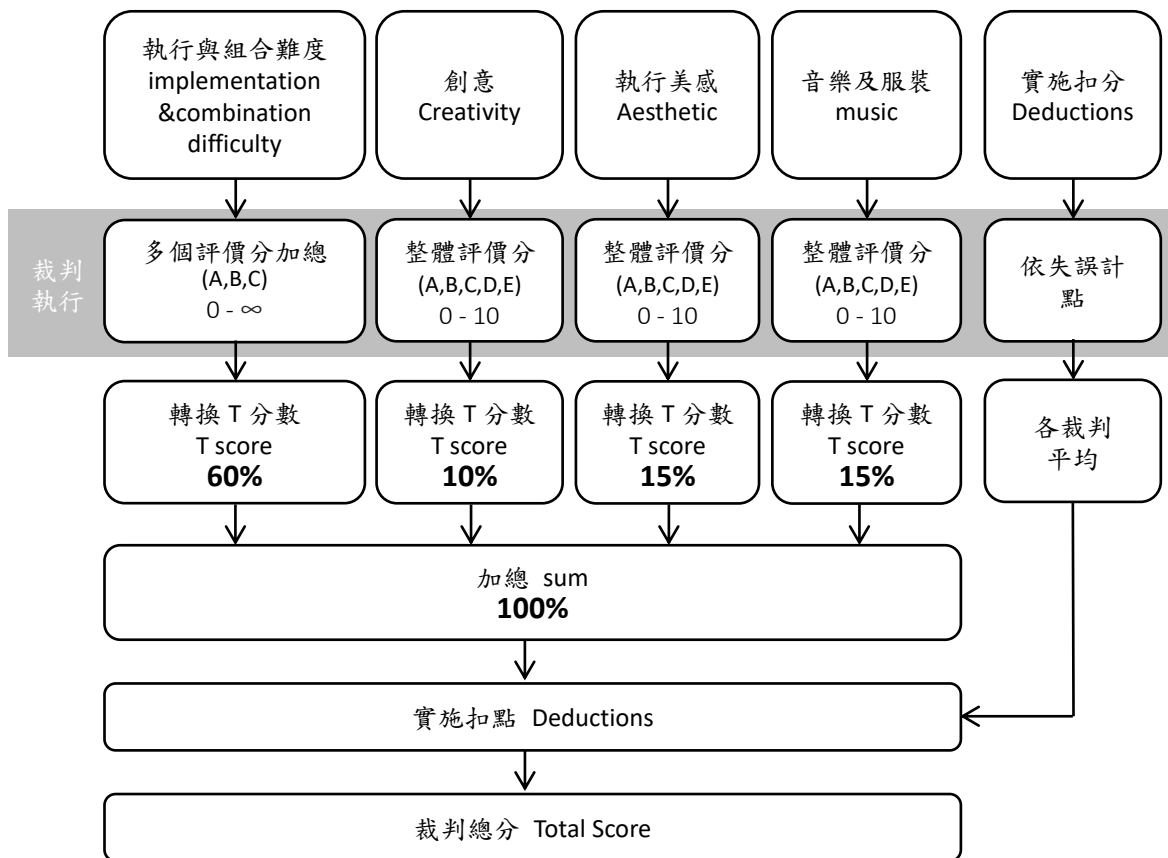 執行與組合難度
implementation
&combination
difficulty
創意
Creativity
執行美感
Aesthetic
音樂及服裝
music
實施扣分
Deductions
裁判
執行
多個評價分加總
(A,B,C)
0 - ∞
整體評價分
(A,B,C,D,E)
0 - 10
整體評價分
(A,B,C,D,E)
0 - 10
整體評價分
(A,B,C,D,E)
0 - 10
依失誤計
點
轉換 T 分數
T score
60%
轉換 T 分數
T score
10%
轉換 T 分數
T score
15%
轉換 T 分數
T score
15%
各裁判
平均
加總 sum
100%
實施扣點 Deductions
裁判總分 Total Score